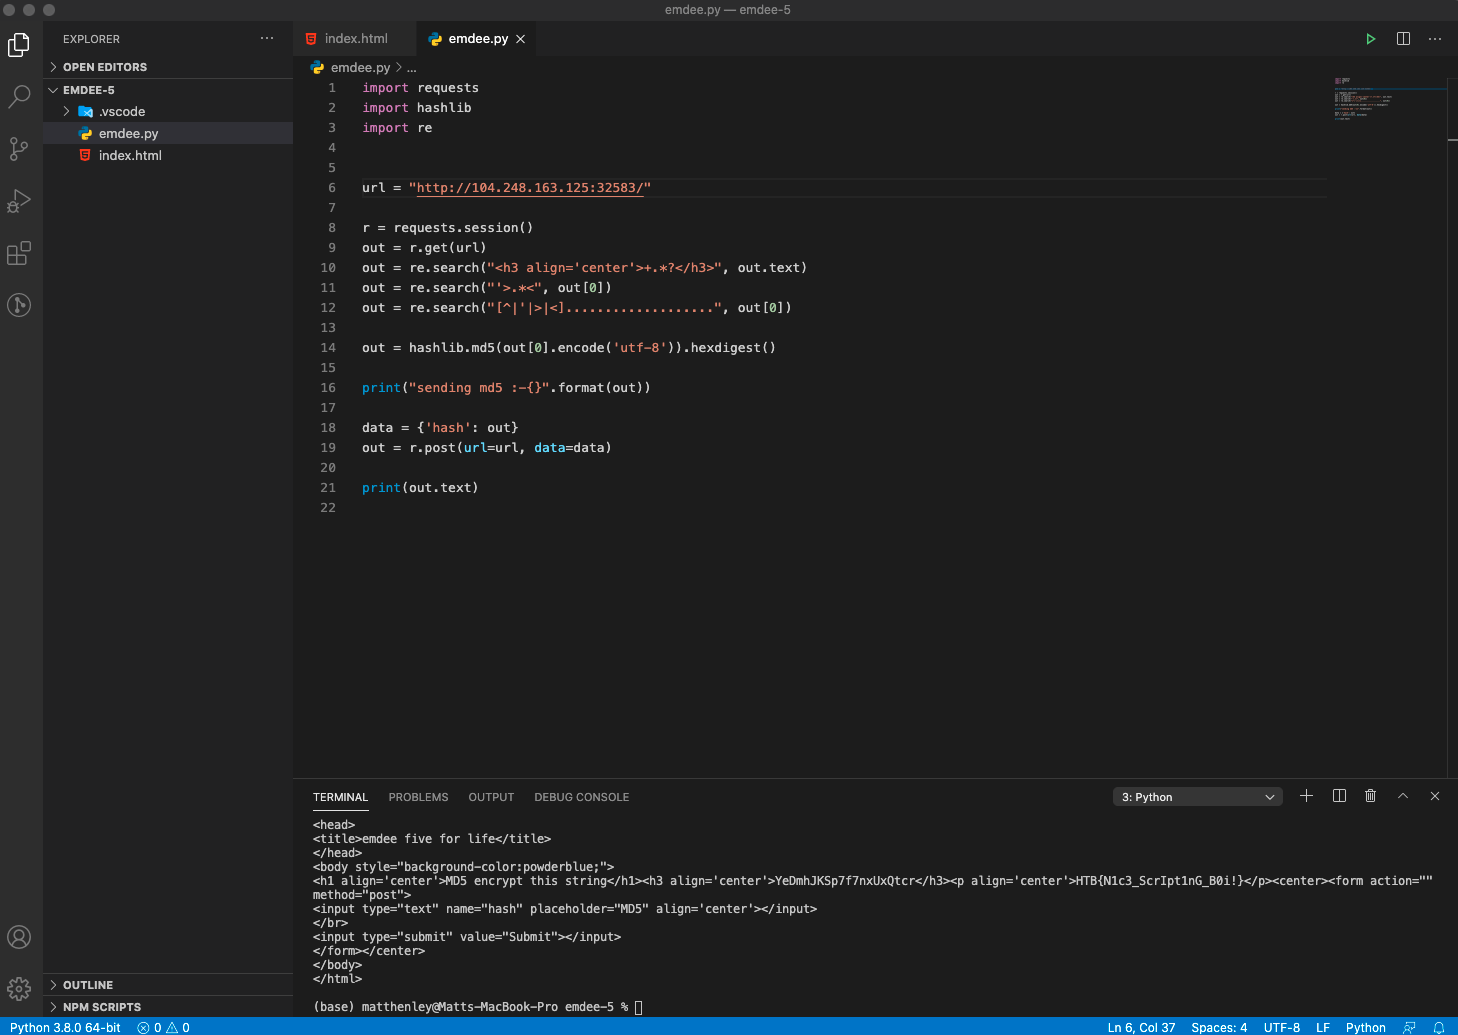 emdee.py — emdee-5
EXPLORER
index.html
emdee.py
OPEN EDITORS
emdee.py > ...
EMDEE-5
.vscode
emdee.py
index.html
1 import requests
2 import hashlib
3 import re
4
5
6 url = "http://104.248.163.125:32583/"
7
8 r = requests.session()
9 out = r.get(url)
10 out = re.search("<h3 align='center'>+.*?</h3>", out.text)
11 out = re.search("'>.*<", out[0])
12 out = re.search("[^|'|>|<]...................", out[0])
13
14 out = hashlib.md5(out[0].encode('utf-8')).hexdigest()
15
16 print("sending md5 :-{}".format(out))
17
18 data = {'hash': out}
19 out = r.post(url=url, data=data)
20
21 print(out.text)
22
TERMINAL PROBLEMS OUTPUT DEBUG CONSOLE
3: Python
<head>
<title>emdee five for life</title>
</head>
<body style="background-color:powderblue;">
<h1 align='center'>MD5 encrypt this string</h1><h3 align='center'>YeDmhJKSp7f7nxUxQtcr</h3><p align='center'>HTB{N1c3_ScrIpt1nG_B0i!}</p><center><form action=""
method="post">
<input type="text" name="hash" placeholder="MD5" align='center'></input>
</br>
<input type="submit" value="Submit"></input>
</form></center>
</body>
</html>
(base) matthenley@Matts-MacBook-Pro emdee-5 %
OUTLINE
NPM SCRIPTS
Python 3.8.0 64-bit 0 0 Ln 6, Col 37 Spaces: 4 UTF-8 LF Python